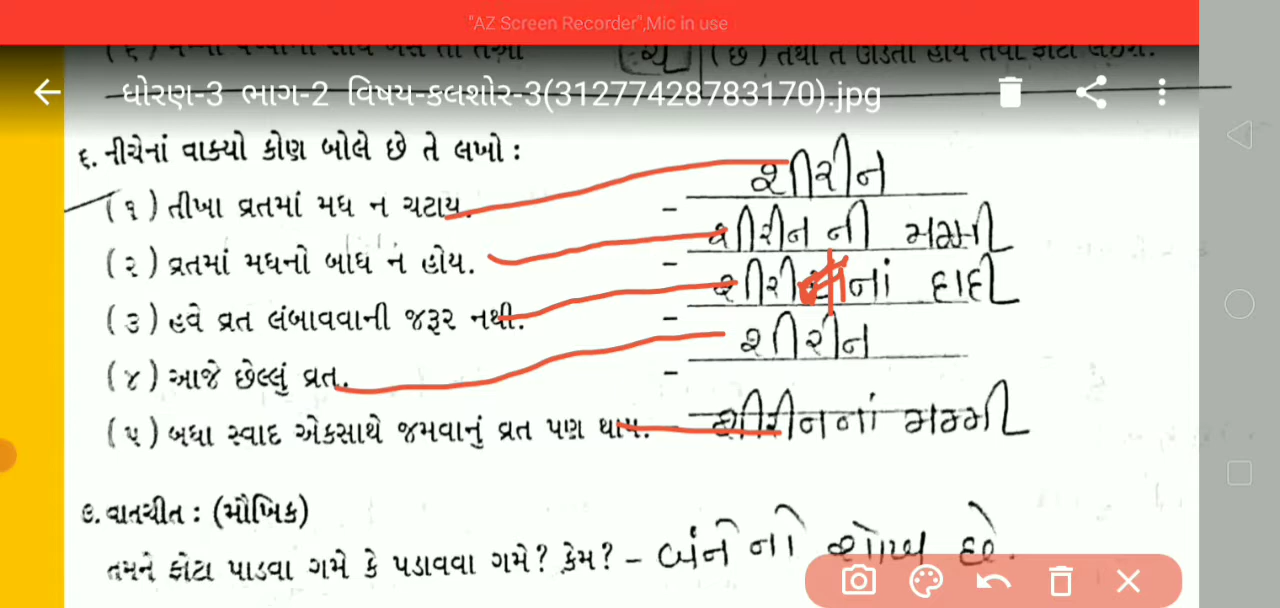 "AZ Screen Recorder",Mic in use
ધોરણ-3 ભાગ-2 વિષય-કલશોર-3(31277428783170).jpg
૬. નીચેનાં વાક્યો કોણ બોલે છે તે લખો :
(૧) તીખા વ્રતમાં મધ ન ચટાય. - શીરીન
(૨) વ્રતમાં મધનો બાધ ન હોય. - શીરીન ની મમ્મી
(૩) હવે વ્રત લંબાવવાની જરૂર નથી. - નાં દાદી
(૪) આજે છેલ્લું વ્રત. - શીરીન
(૫) બધા સ્વાદ એકસાથે જમવાનું વ્રત પણ થાય. શીરીનનાં મમ્મી
૭. વાતચીત : (મૌખિક)
તમને ફોટા પાડવા ગમે કે પડાવવા ગમે? કેમ? – બંને નો શોખ છે.